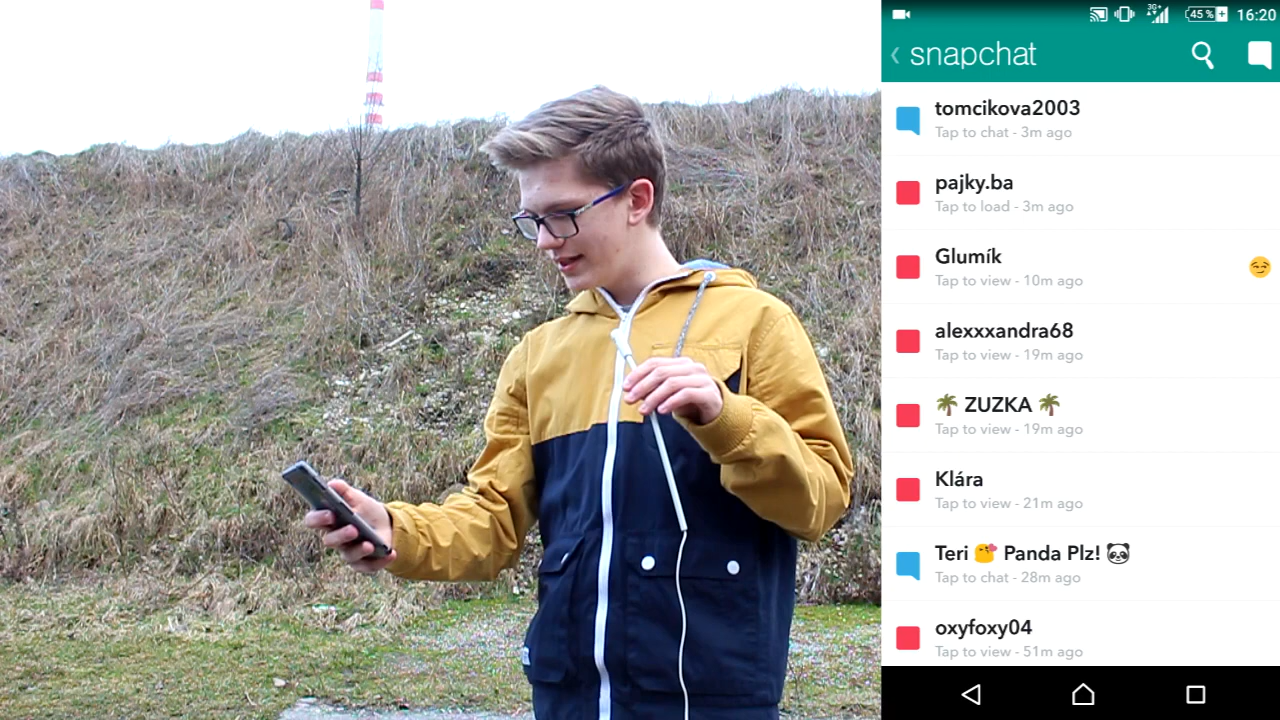 3G+
45 %
16:20
snapchat
tomcikova2003
Tap to chat - 3m ago
pajky.ba
Tap to load - 3m ago
Glumík
Tap to view - 10m ago
alexxxandra68
Tap to view - 19m ago
🌴 ZUZKA 🌴
Tap to view - 19m ago
Klára
Tap to view - 21m ago
Teri 😘 Panda Plz! 🐼
Tap to chat - 28m ago
oxyfoxy04
Tap to view - 51m ago